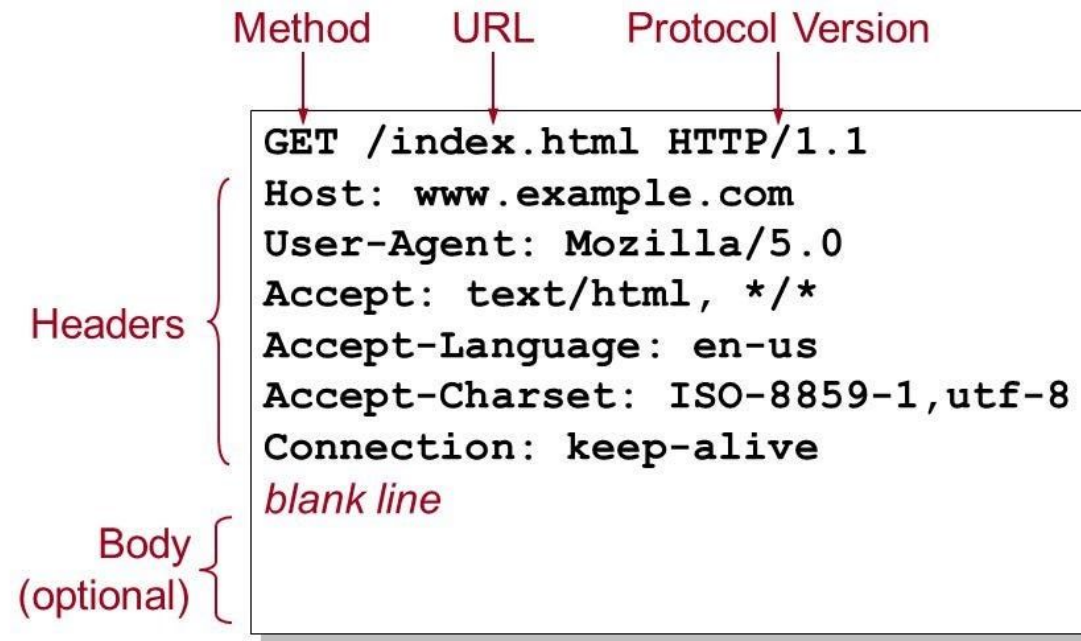 Method URL Protocol Version
GET /index.html HTTP/1.1
Host: www.example.com
User-Agent: Mozilla/5.0
Accept: text/html, */*
Headers
Accept-Language: en-us
Accept-Charset: ISO-8859-1,utf-8
Connection: keep-alive
blank line
Body
(optional)